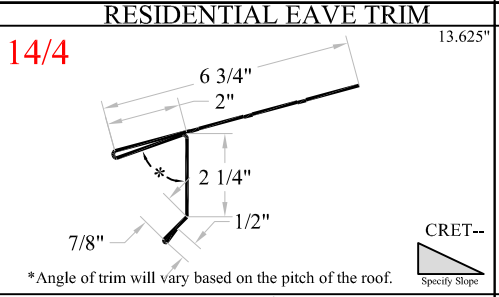 RESIDENTIAL EAVE TRIM
14/4
13.625"
6 3/4"
2"
*
2 1/4"
1/2"
7/8"
CRET--
Specify Slope
*Angle of trim will vary based on the pitch of the roof.